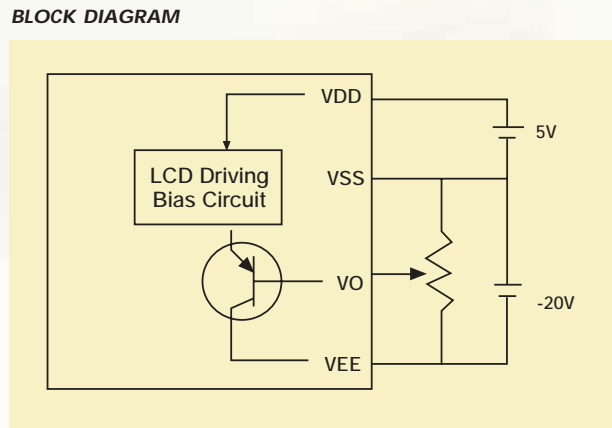 BLOCK DIAGRAM
VDD
5V
LCD Driving
Bias Circuit
VSS
VO
-20V
VEE